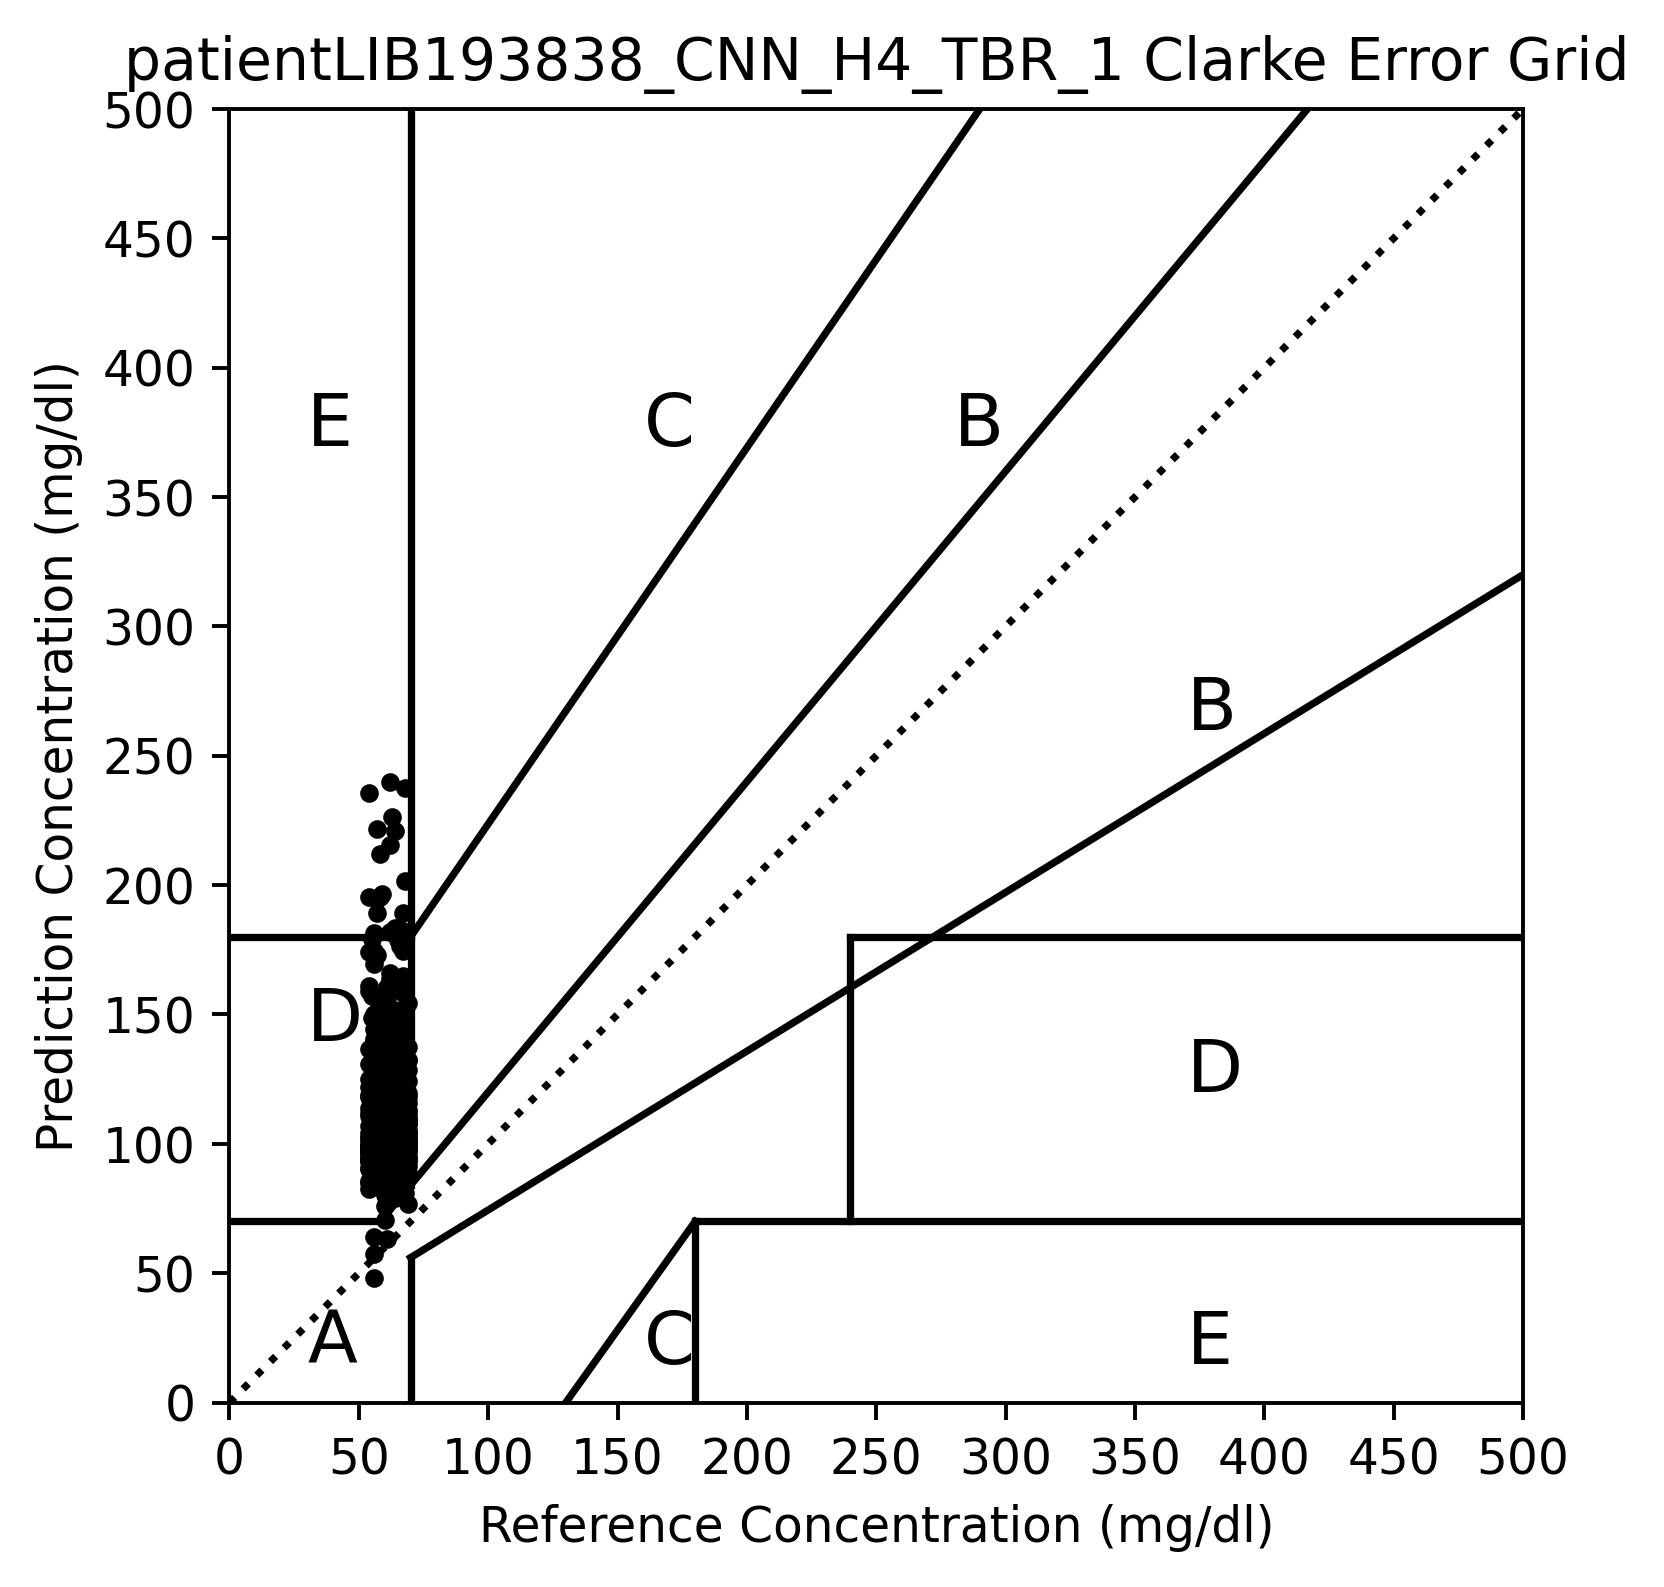 patientLIB193838_CNN_H4_TBR_1 Clarke Error Grid
500
450
400
350
300
250
200
150
100
50
0
Prediction Concentration (mg/dl)
E
C
B
B
D
D
A
C
E
0 50 100 150 200 250 300 350 400 450 500
Reference Concentration (mg/dl)